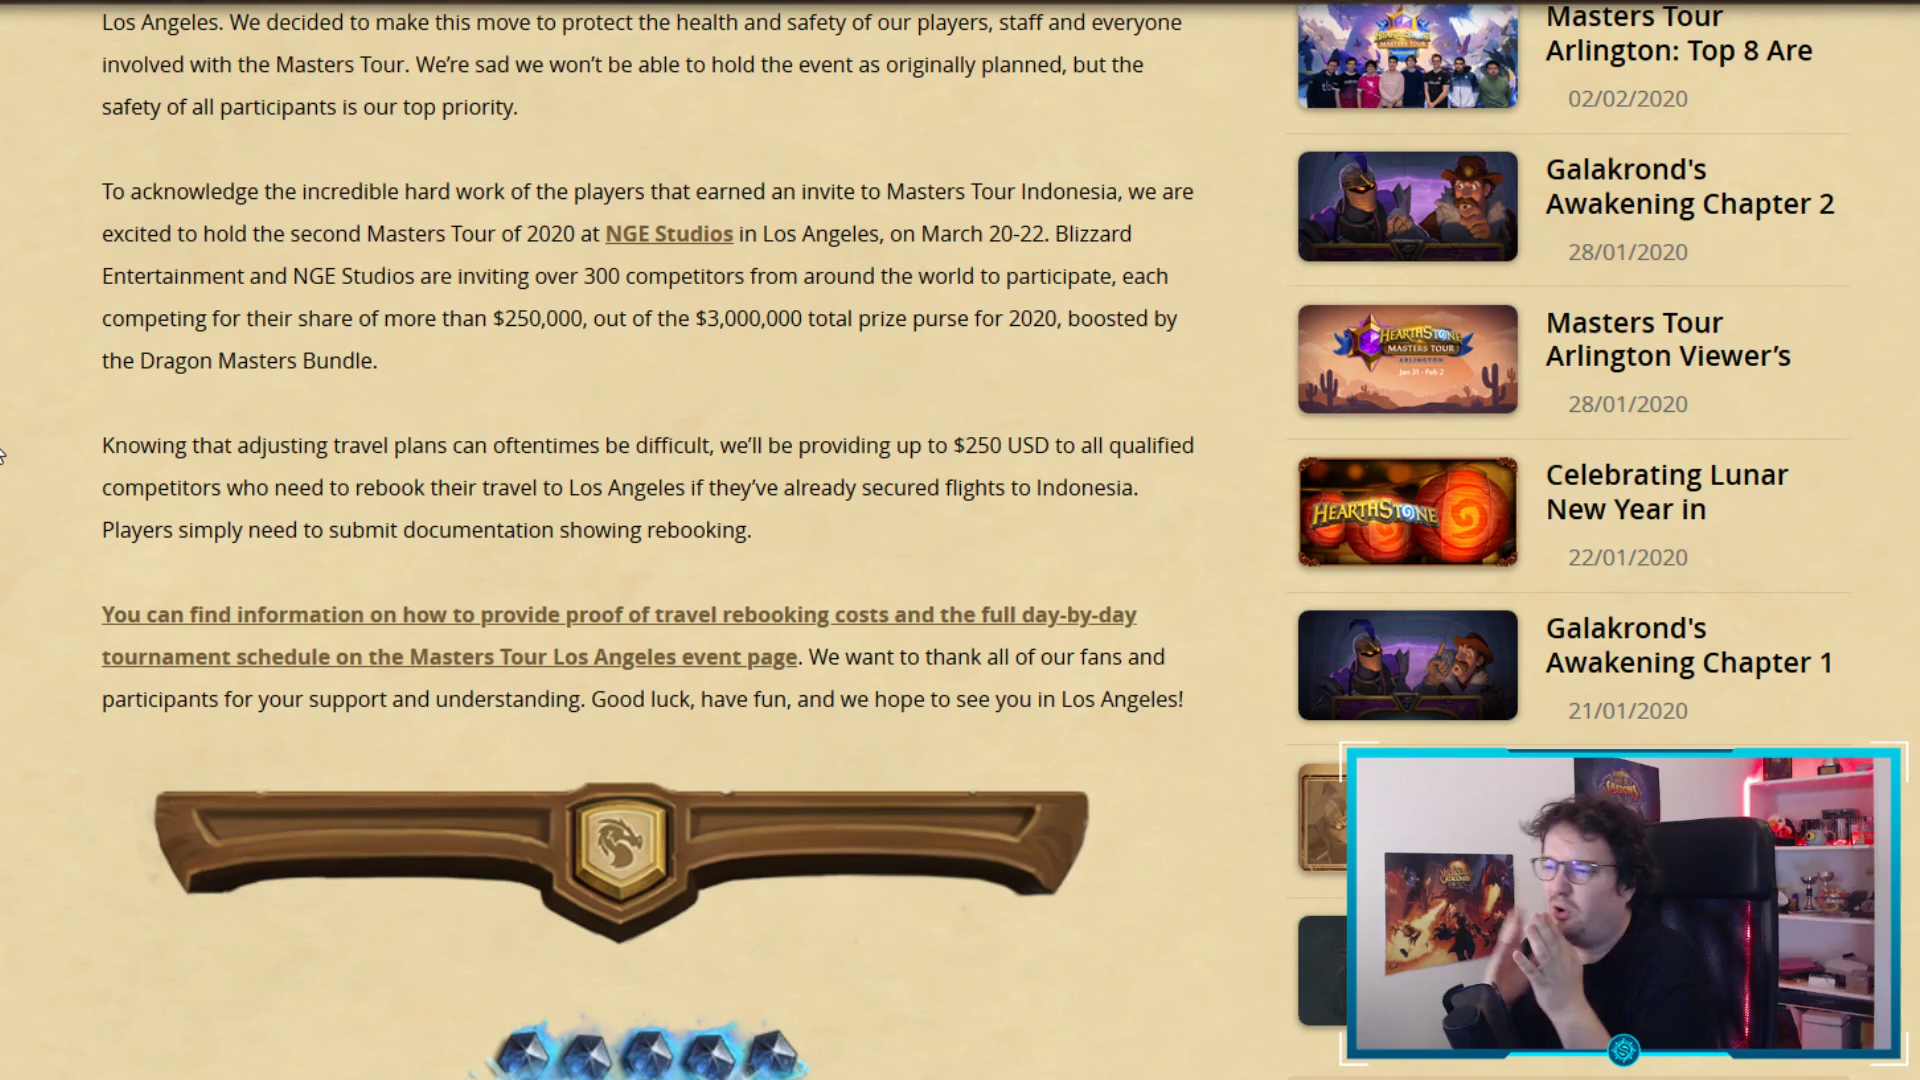 Los Angeles. We decided to make this move to protect the health and safety of our players, staff and everyone
involved with the Masters Tour. We’re sad we won’t be able to hold the event as originally planned, but the
safety of all participants is our top priority.
To acknowledge the incredible hard work of the players that earned an invite to Masters Tour Indonesia, we are
excited to hold the second Masters Tour of 2020 at NGE Studios in Los Angeles, on March 20-22. Blizzard
Entertainment and NGE Studios are inviting over 300 competitors from around the world to participate, each
competing for their share of more than $250,000, out of the $3,000,000 total prize purse for 2020, boosted by
the Dragon Masters Bundle.
Knowing that adjusting travel plans can oftentimes be difficult, we’ll be providing up to $250 USD to all qualified
competitors who need to rebook their travel to Los Angeles if they’ve already secured flights to Indonesia.
Players simply need to submit documentation showing rebooking.
You can find information on how to provide proof of travel rebooking costs and the full day-by-day
tournament schedule on the Masters Tour Los Angeles event page. We want to thank all of our fans and
participants for your support and understanding. Good luck, have fun, and we hope to see you in Los Angeles!
HEARTHSTONE
MASTERS TOUR
Masters Tour
Arlington: Top 8 Are
02/02/2020
Galakrond's
Awakening Chapter 2
28/01/2020
HEARTHSTONE
MASTERS TOUR
ARLINGTON
Jan 31 - Feb 2
Masters Tour
Arlington Viewer’s
28/01/2020
HEARTHSTONE
Celebrating Lunar
New Year in
22/01/2020
Galakrond's
Awakening Chapter 1
21/01/2020
SHADOWS